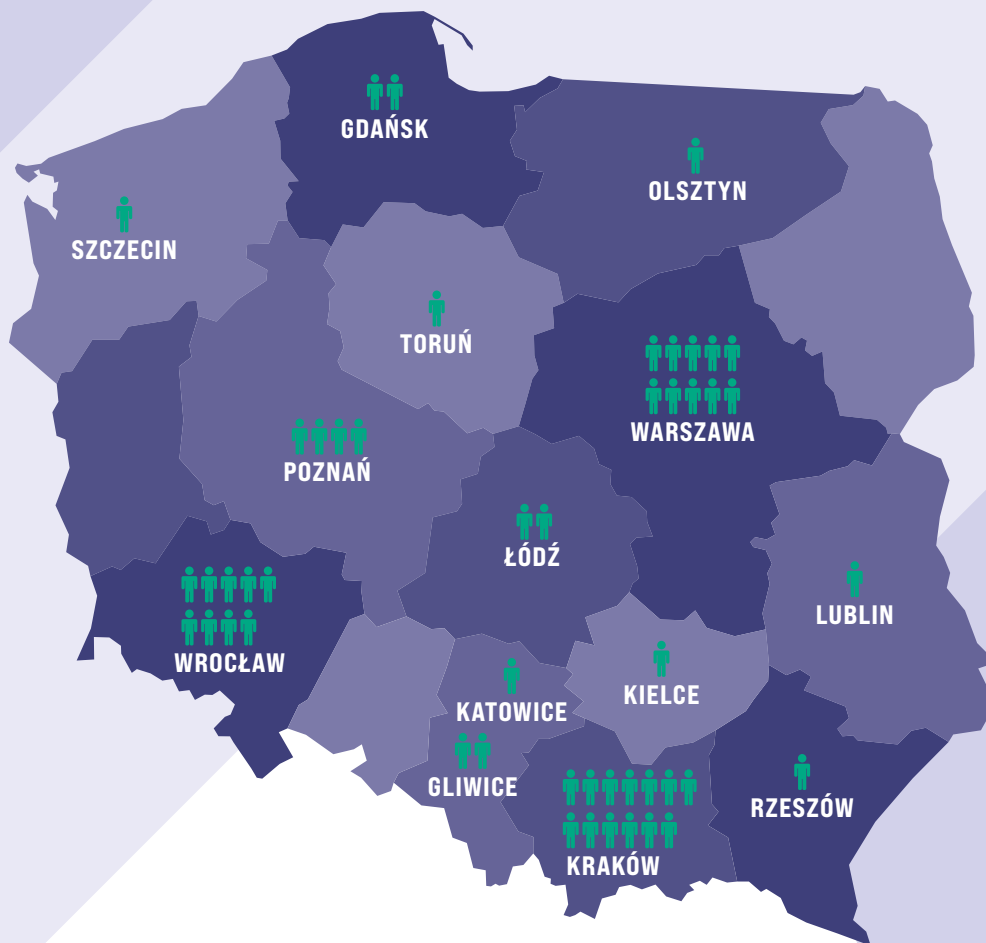 GDAŃSK
OLSZTYN
SZCZECIN
TORUŃ
WARSZAWA
POZNAŃ
ŁÓDŹ
LUBLIN
WROCŁAW
KIELCE
KATOWICE
GLIWICE
RZESZÓW
KRAKÓW